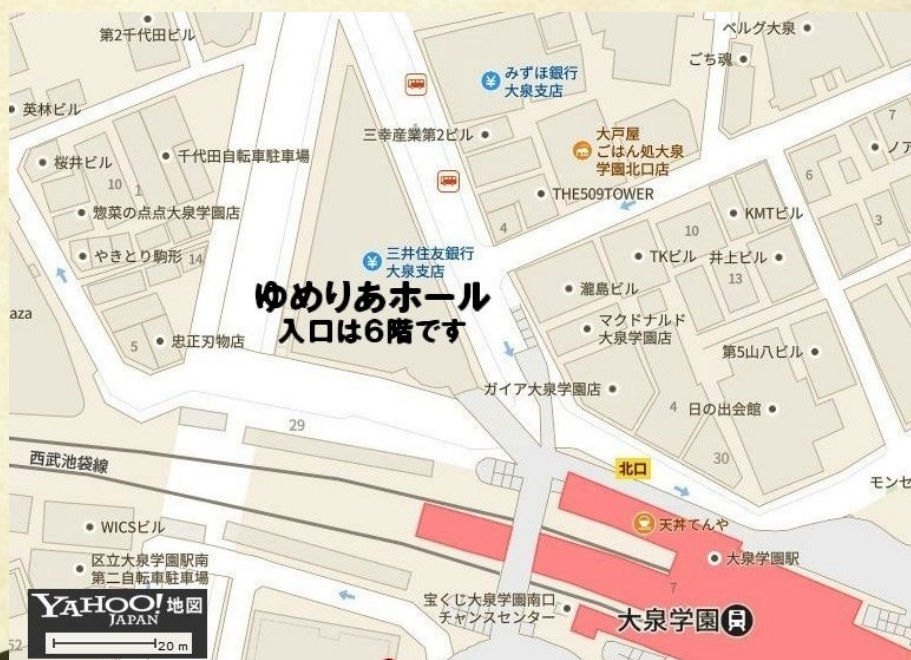 第2千代田ビル
ベルグ大泉
ごち魂
みずほ銀行
大泉支店
英林ビル
三幸産業第2ビル
大戸屋
ごはん処大泉
学園北口店
7
ノア
桜井ビル
千代田自転車駐車場
10
1
6
THE509TOWER
惣菜の点点大泉学園店
4
KMTビル
3
10
やきとり駒形
14
三井住友銀行
大泉支店
TKビル
井上ビル
13
瀧島ビル
ゆめりあホール
入口は6階です
aza
マクドナルド
大泉学園店
忠正刃物店
5
第5山八ビル
ガイア大泉学園店
4
日の出会館
29
30
西武池袋線
北口
モンセ
WICSビル
天丼てんや
大泉学園駅
区立大泉学園駅南
第二自転車駐車場
7
宝くじ大泉学園南口
チャンスセンター
大泉学園
YAHOO!地図
JAPAN
20 m
52